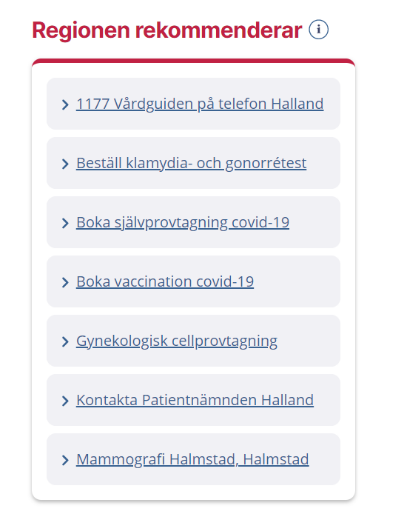 Regionen rekommenderar i
1177 Vårdguiden på telefon Halland
Beställ klamydia- och gonorrétest
Boka självprovtagning covid-19
Boka vaccination covid-19
Gynekologisk cellprovtagning
Kontakta Patientnämnden Halland
Mammografi Halmstad, Halmstad